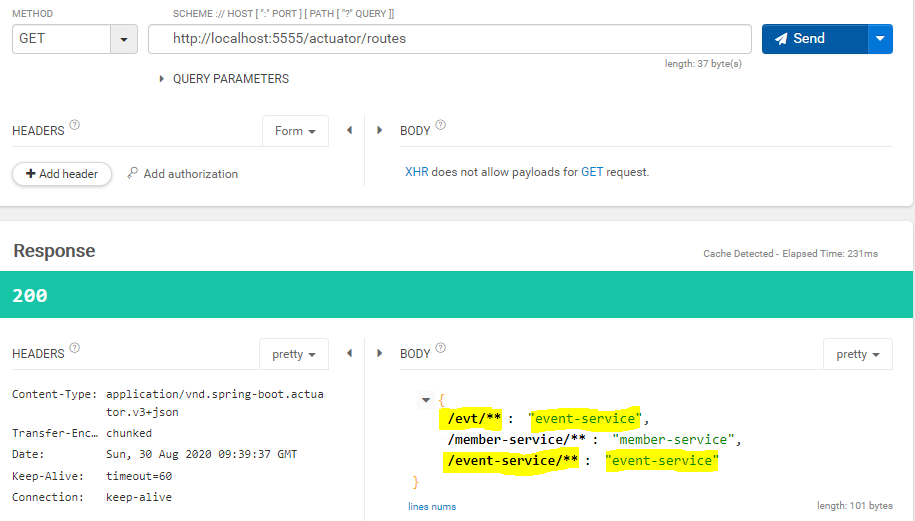 METHOD
SCHEME :// HOST [ ":" PORT ] [ PATH [ "?" QUERY ]]
GET
http://localhost:5555/actuator/routes
Send
length: 37 byte(s)
QUERY PARAMETERS
HEADERS ?
Form
BODY ?
+ Add header
Add authorization
XHR does not allow payloads for GET request.
Response
Cache Detected - Elapsed Time: 231ms
200
HEADERS ?
pretty
BODY ?
pretty
Content-Type: application/vnd.spring-boot.actua
tor.v3+json
Transfer-Enc… chunked
Date: Sun, 30 Aug 2020 09:39:37 GMT
Keep-Alive: timeout=60
Connection: keep-alive
{
/evt/** : "event-service",
/member-service/** : "member-service",
/event-service/** : "event-service"
}
lines nums
length: 101 bytes